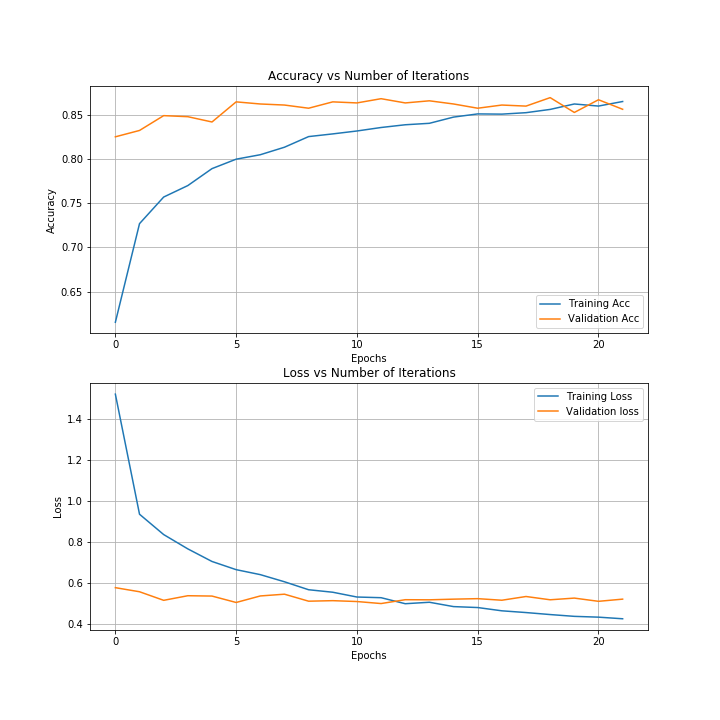 Accuracy vs Number of Iterations
0.85
0.80
0.75
0.70
0.65
Accuracy
Training Acc
Validation Acc
0 5 10 15 20
Epochs
Loss vs Number of Iterations
1.4
1.2
1.0
0.8
0.6
0.4
Loss
Training Loss
Validation loss
0 5 10 15 20
Epochs